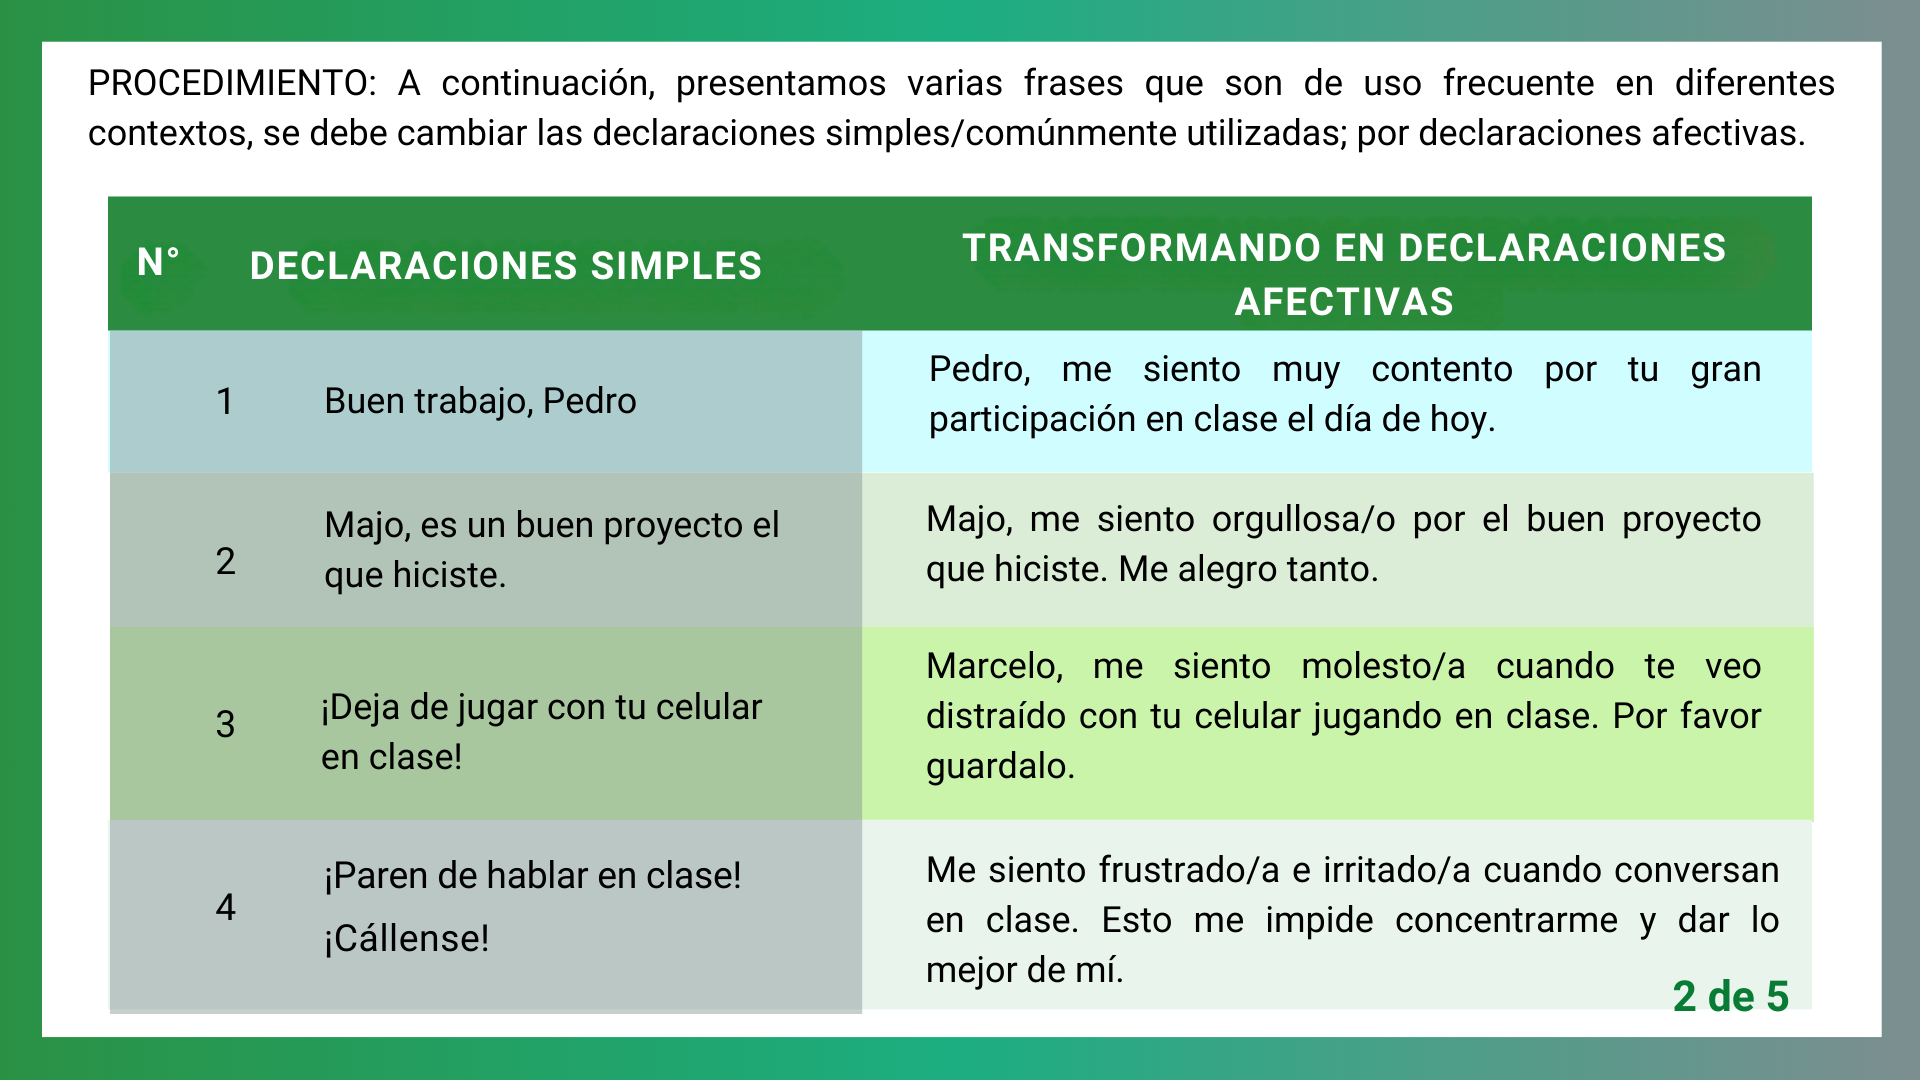 PROCEDIMIENTO: A continuación, presentamos varias frases que son de uso frecuente en diferentes
contextos, se debe cambiar las declaraciones simples/comúnmente utilizadas; por declaraciones afectivas.
N°
DECLARACIONES SIMPLES
TRANSFORMANDO EN DECLARACIONES
AFECTIVAS
1
Buen trabajo, Pedro
Pedro, me siento muy contento por tu gran
participación en clase el día de hoy.
2
Majo, es un buen proyecto el
que hiciste.
Majo, me siento orgullosa/o por el buen proyecto
que hiciste. Me alegro tanto.
3
¡Deja de jugar con tu celular
en clase!
Marcelo, me siento molesto/a cuando te veo
distraído con tu celular jugando en clase. Por favor
guardalo.
4
¡Paren de hablar en clase!
¡Cállense!
Me siento frustrado/a e irritado/a cuando conversan
en clase. Esto me impide concentrarme y dar lo
mejor de mí.
2 de 5